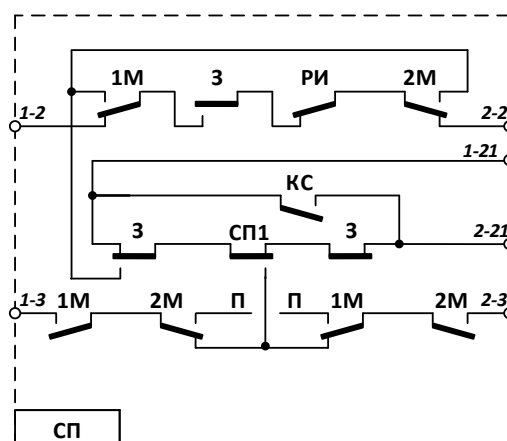 1М З РИ 2М
1-2 2-2
1-21
КС
2-21
З СП1 З
1-3 1М 2М П П 1М 2М 2-3
СП